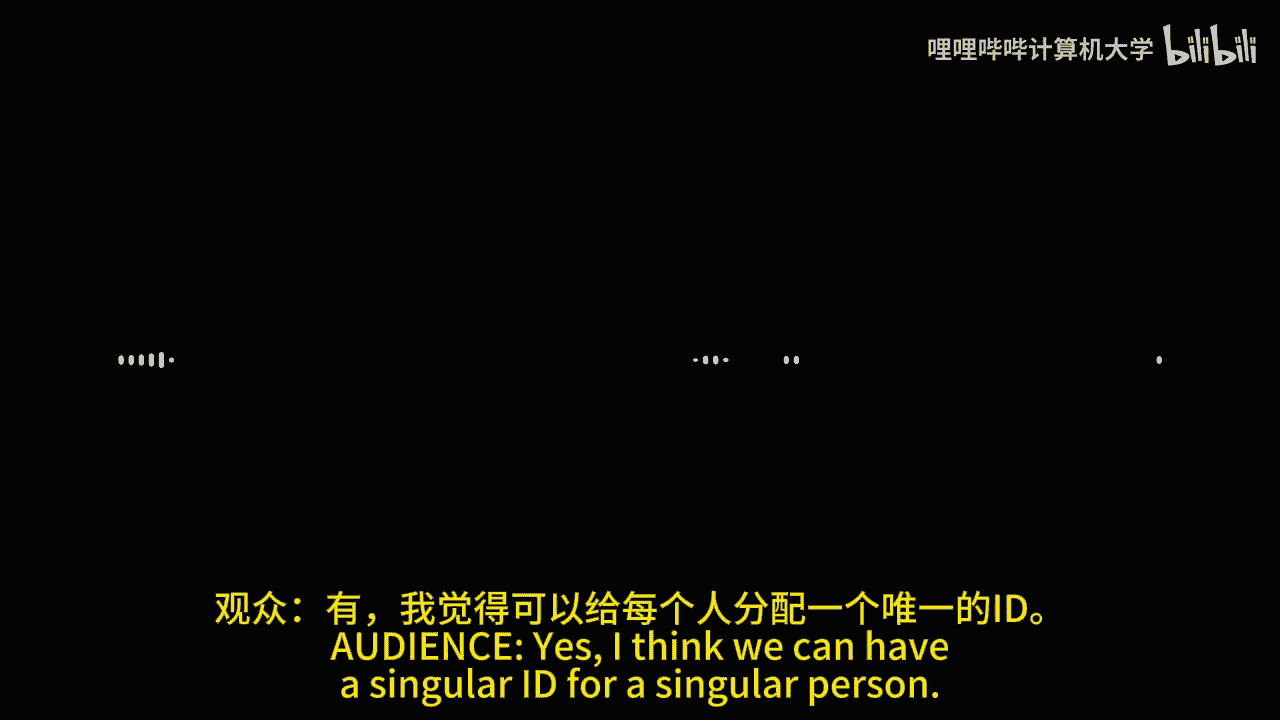 哩哩哔哔计算机大学 bilibili
观众：有，我觉得可以给每个人分配一个唯一的ID。
AUDIENCE: Yes, I think we can have
a singular ID for a singular person.